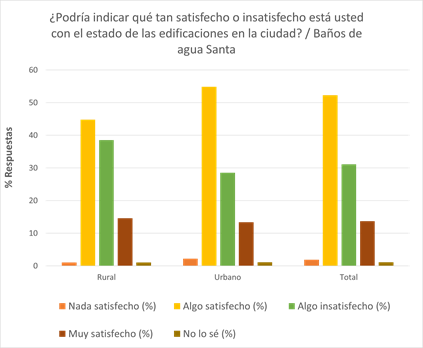 ¿Podría indicar qué tan satisfecho o insatisfecho está usted
con el estado de las edificaciones en la ciudad? / Baños de
agua Santa
% Respuestas
60
50
40
30
20
10
0
Rural Urbano Total
Nada satisfecho (%) Algo satisfecho (%) Algo insatisfecho (%)
Muy satisfecho (%) No lo sé (%)